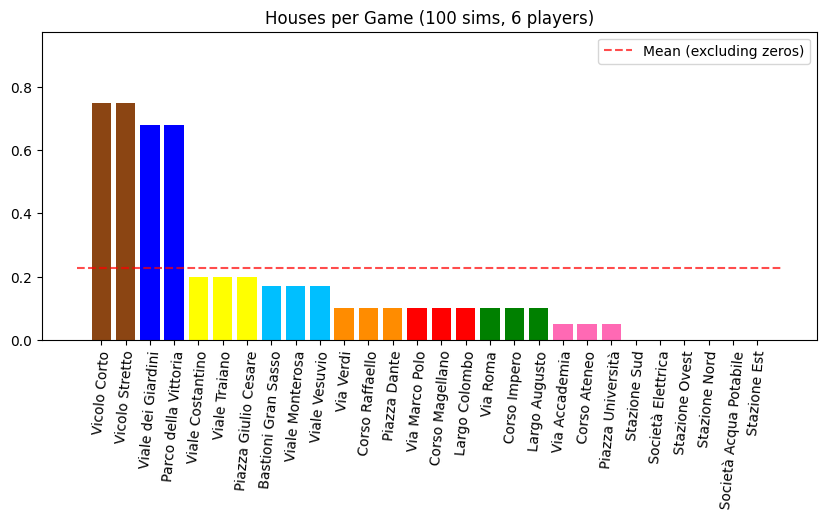 Houses per Game (100 sims, 6 players)
Mean (excluding zeros)
0.8
0.6
0.4
0.2
0.0
Vicolo Corto
Vicolo Stretto
Viale dei Giardini
Parco della Vittoria
Viale Costantino
Viale Traiano
Piazza Giulio Cesare
Bastioni Gran Sasso
Viale Monterosa
Viale Vesuvio
Via Verdi
Corso Raffaello
Piazza Dante
Via Marco Polo
Corso Magellano
Largo Colombo
Via Roma
Corso Impero
Largo Augusto
Via Accademia
Corso Ateneo
Piazza Università
Stazione Sud
Società Elettrica
Stazione Ovest
Stazione Nord
Società Acqua Potabile
Stazione Est